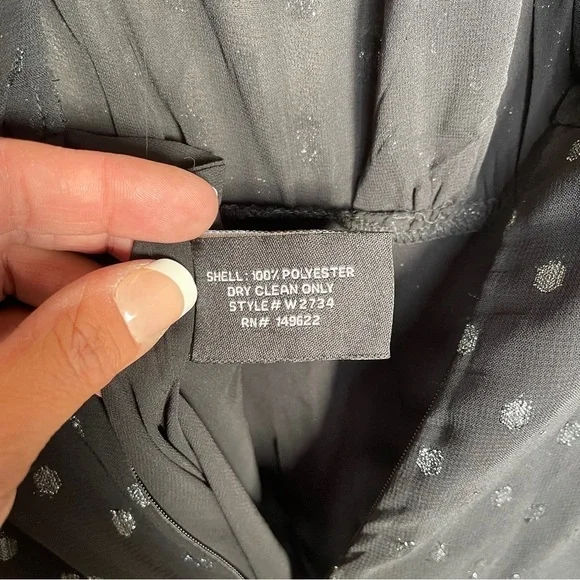 SHELL: 100% POLYESTER
DRY CLEAN ONLY
STYLE# W2734
RN# 149622